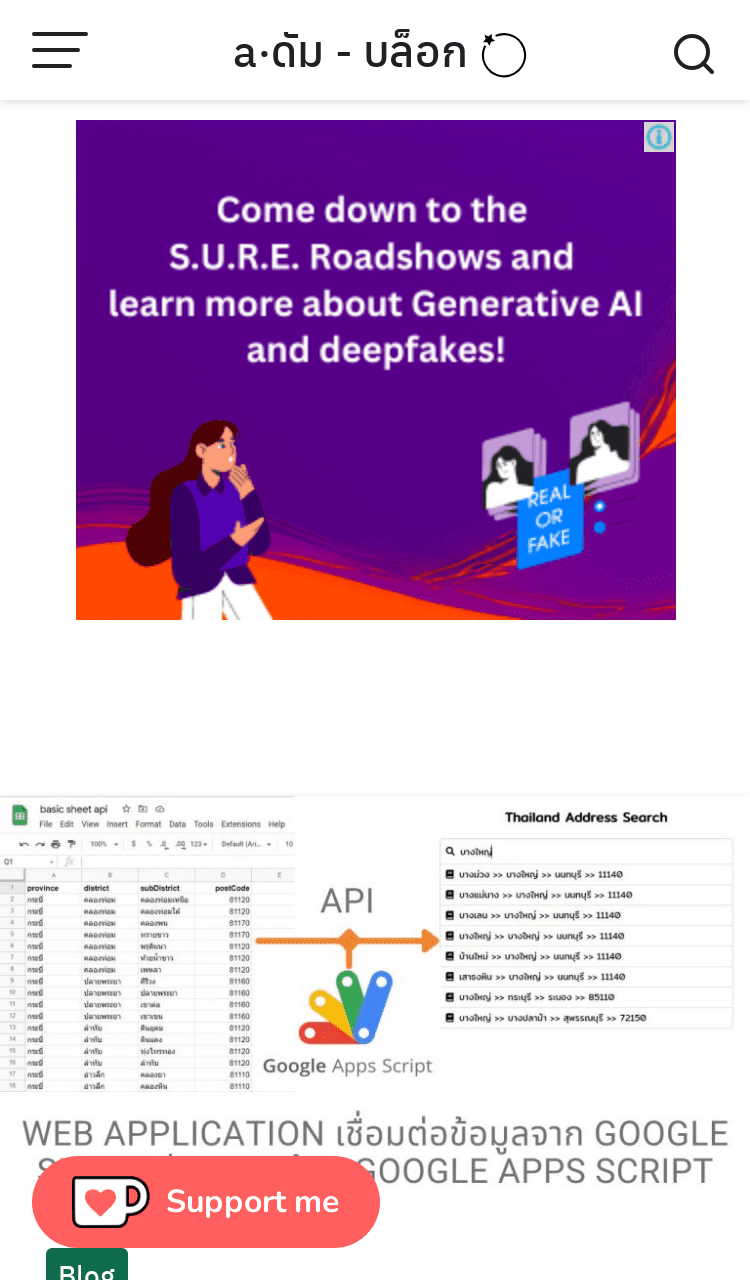 a·ดัม - บล็อก
Come down to the
S.U.R.E. Roadshows and
learn more about Generative AI
and deepfakes!
REAL
OR
FAKE
basic sheet api
File Edit View Insert Format Data Tools Extensions Help
100% $ % .0 .00 123 Default (Ari... 10
Q1 fx
A B C D E
1 province district subDistrict postCode
2 กระบี่ คลองท่อม คลองท่อมเหนือ 81120
3 กระบี่ คลองท่อม คลองท่อมใต้ 81120
4 กระบี่ คลองท่อม คลองพน 81170
5 กระบี่ คลองท่อม ทรายขาว 81170
6 กระบี่ คลองท่อม พรุดินนา 81120
7 กระบี่ คลองท่อม ห้วยน้ำขาว 81120
8 กระบี่ คลองท่อม เพหลา 81120
9 กระบี่ ปลายพระยา คีรีวง 81160
10 กระบี่ ปลายพระยา ปลายพระยา 81160
11 กระบี่ ปลายพระยา เขาต่อ 81160
12 กระบี่ ปลายพระยา เขาเขน 81160
13 กระบี่ ลำทับ ดินอุดม 81120
14 กระบี่ ลำทับ ดินแดง 81120
15 กระบี่ ลำทับ ทุ่งไทรทอง 81120
16 กระบี่ ลำทับ ลำทับ 81120
17 กระบี่ อ่าวลึก คลองยา 81110
18 กระบี่ อ่าวลึก คลองหิน 81110
API
Google Apps Script
Thailand Address Search
บางใหญ่
บางม่วง >> บางใหญ่ >> นนทบุรี >> 11140
บางแม่นาง >> บางใหญ่ >> นนทบุรี >> 11140
บางเลน >> บางใหญ่ >> นนทบุรี >> 11140
บางใหญ่ >> บางใหญ่ >> นนทบุรี >> 11140
บ้านใหม่ >> บางใหญ่ >> นนทบุรี >> 11140
เสาธงหิน >> บางใหญ่ >> นนทบุรี >> 11140
บางใหญ่ >> กระบุรี >> ระนอง >> 85110
บางใหญ่ >> บางปลาม้า >> สุพรรณบุรี >> 72150
WEB APPLICATION เชื่อมต่อข้อมูลจาก GOOGLE
GOOGLE APPS SCRIPT
Support me
Blog